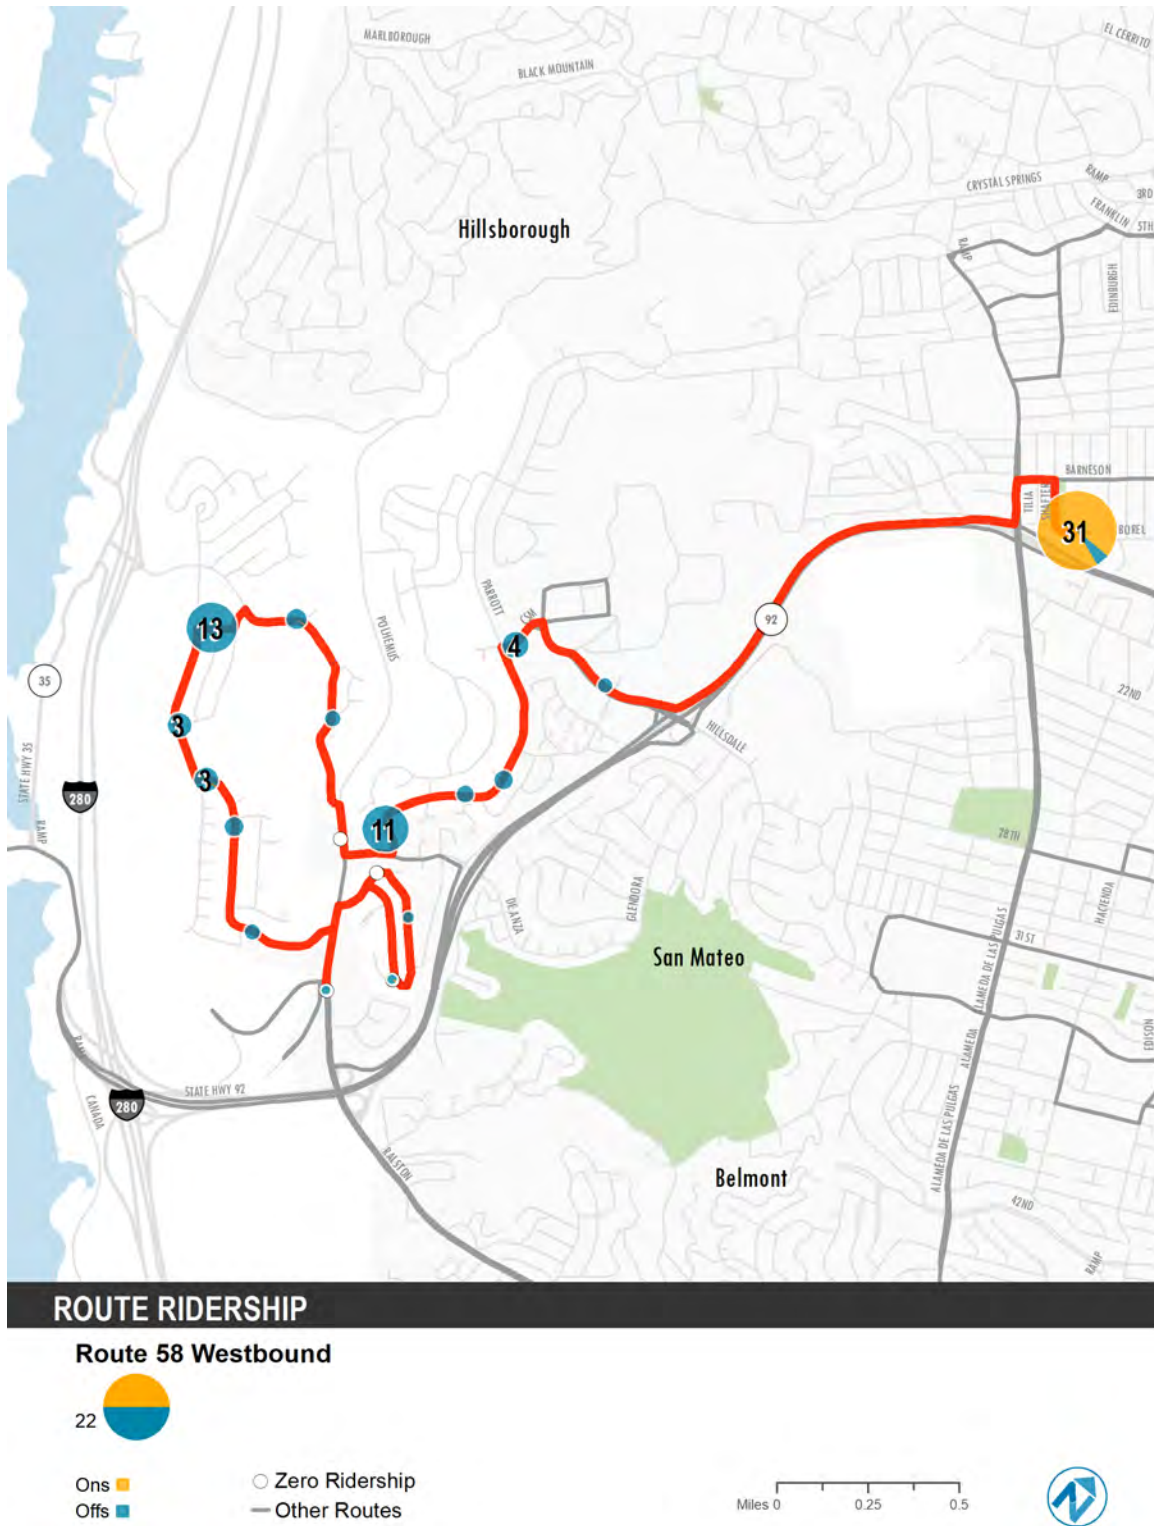 MARLBOROUGH
EL CERRITO
BLACK MOUNTAIN
CRYSTAL SPRINGS
RAMP
3RD
FRANKLIN
5TH
Hillsborough
RAMP
EDINBURGH
BARNESON
TILIA
SHAFTER
31
BOREL
PARROTT
CSM
13
POLHEMUS
4
92
35
22ND
3
HILLSDALE
STATE HWY 35
3
280
RAMP
11
28TH
DE ANZA
GLENDORA
HACIENDA
ALAMEDA DE LAS PULGAS
31ST
San Mateo
EDISON
ALAMEDA
RAMP
STATE HWY 92
280
CANADA
ALAMEDA DE LAS PULGAS
RALSTON
Belmont
42ND
RAMP
ROUTE RIDERSHIP
Route 58 Westbound
22
Ons
Zero Ridership
Offs
Other Routes
Miles 0 0.25 0.5